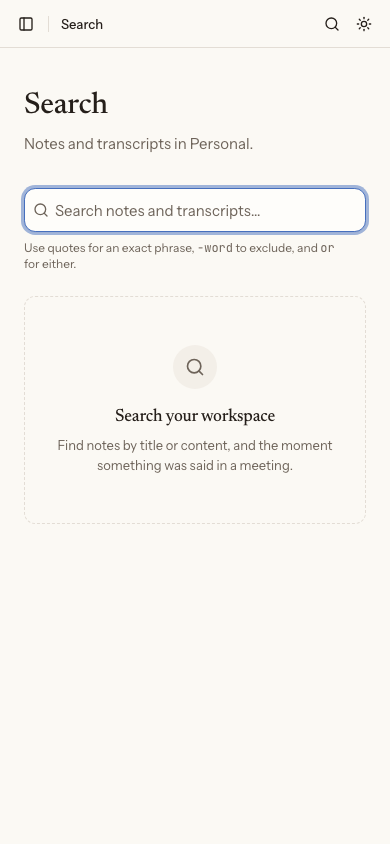 Search
Search
Notes and transcripts in Personal.
Search notes and transcripts...
Use quotes for an exact phrase, -word to exclude, and or
for either.
Search your workspace
Find notes by title or content, and the moment
something was said in a meeting.